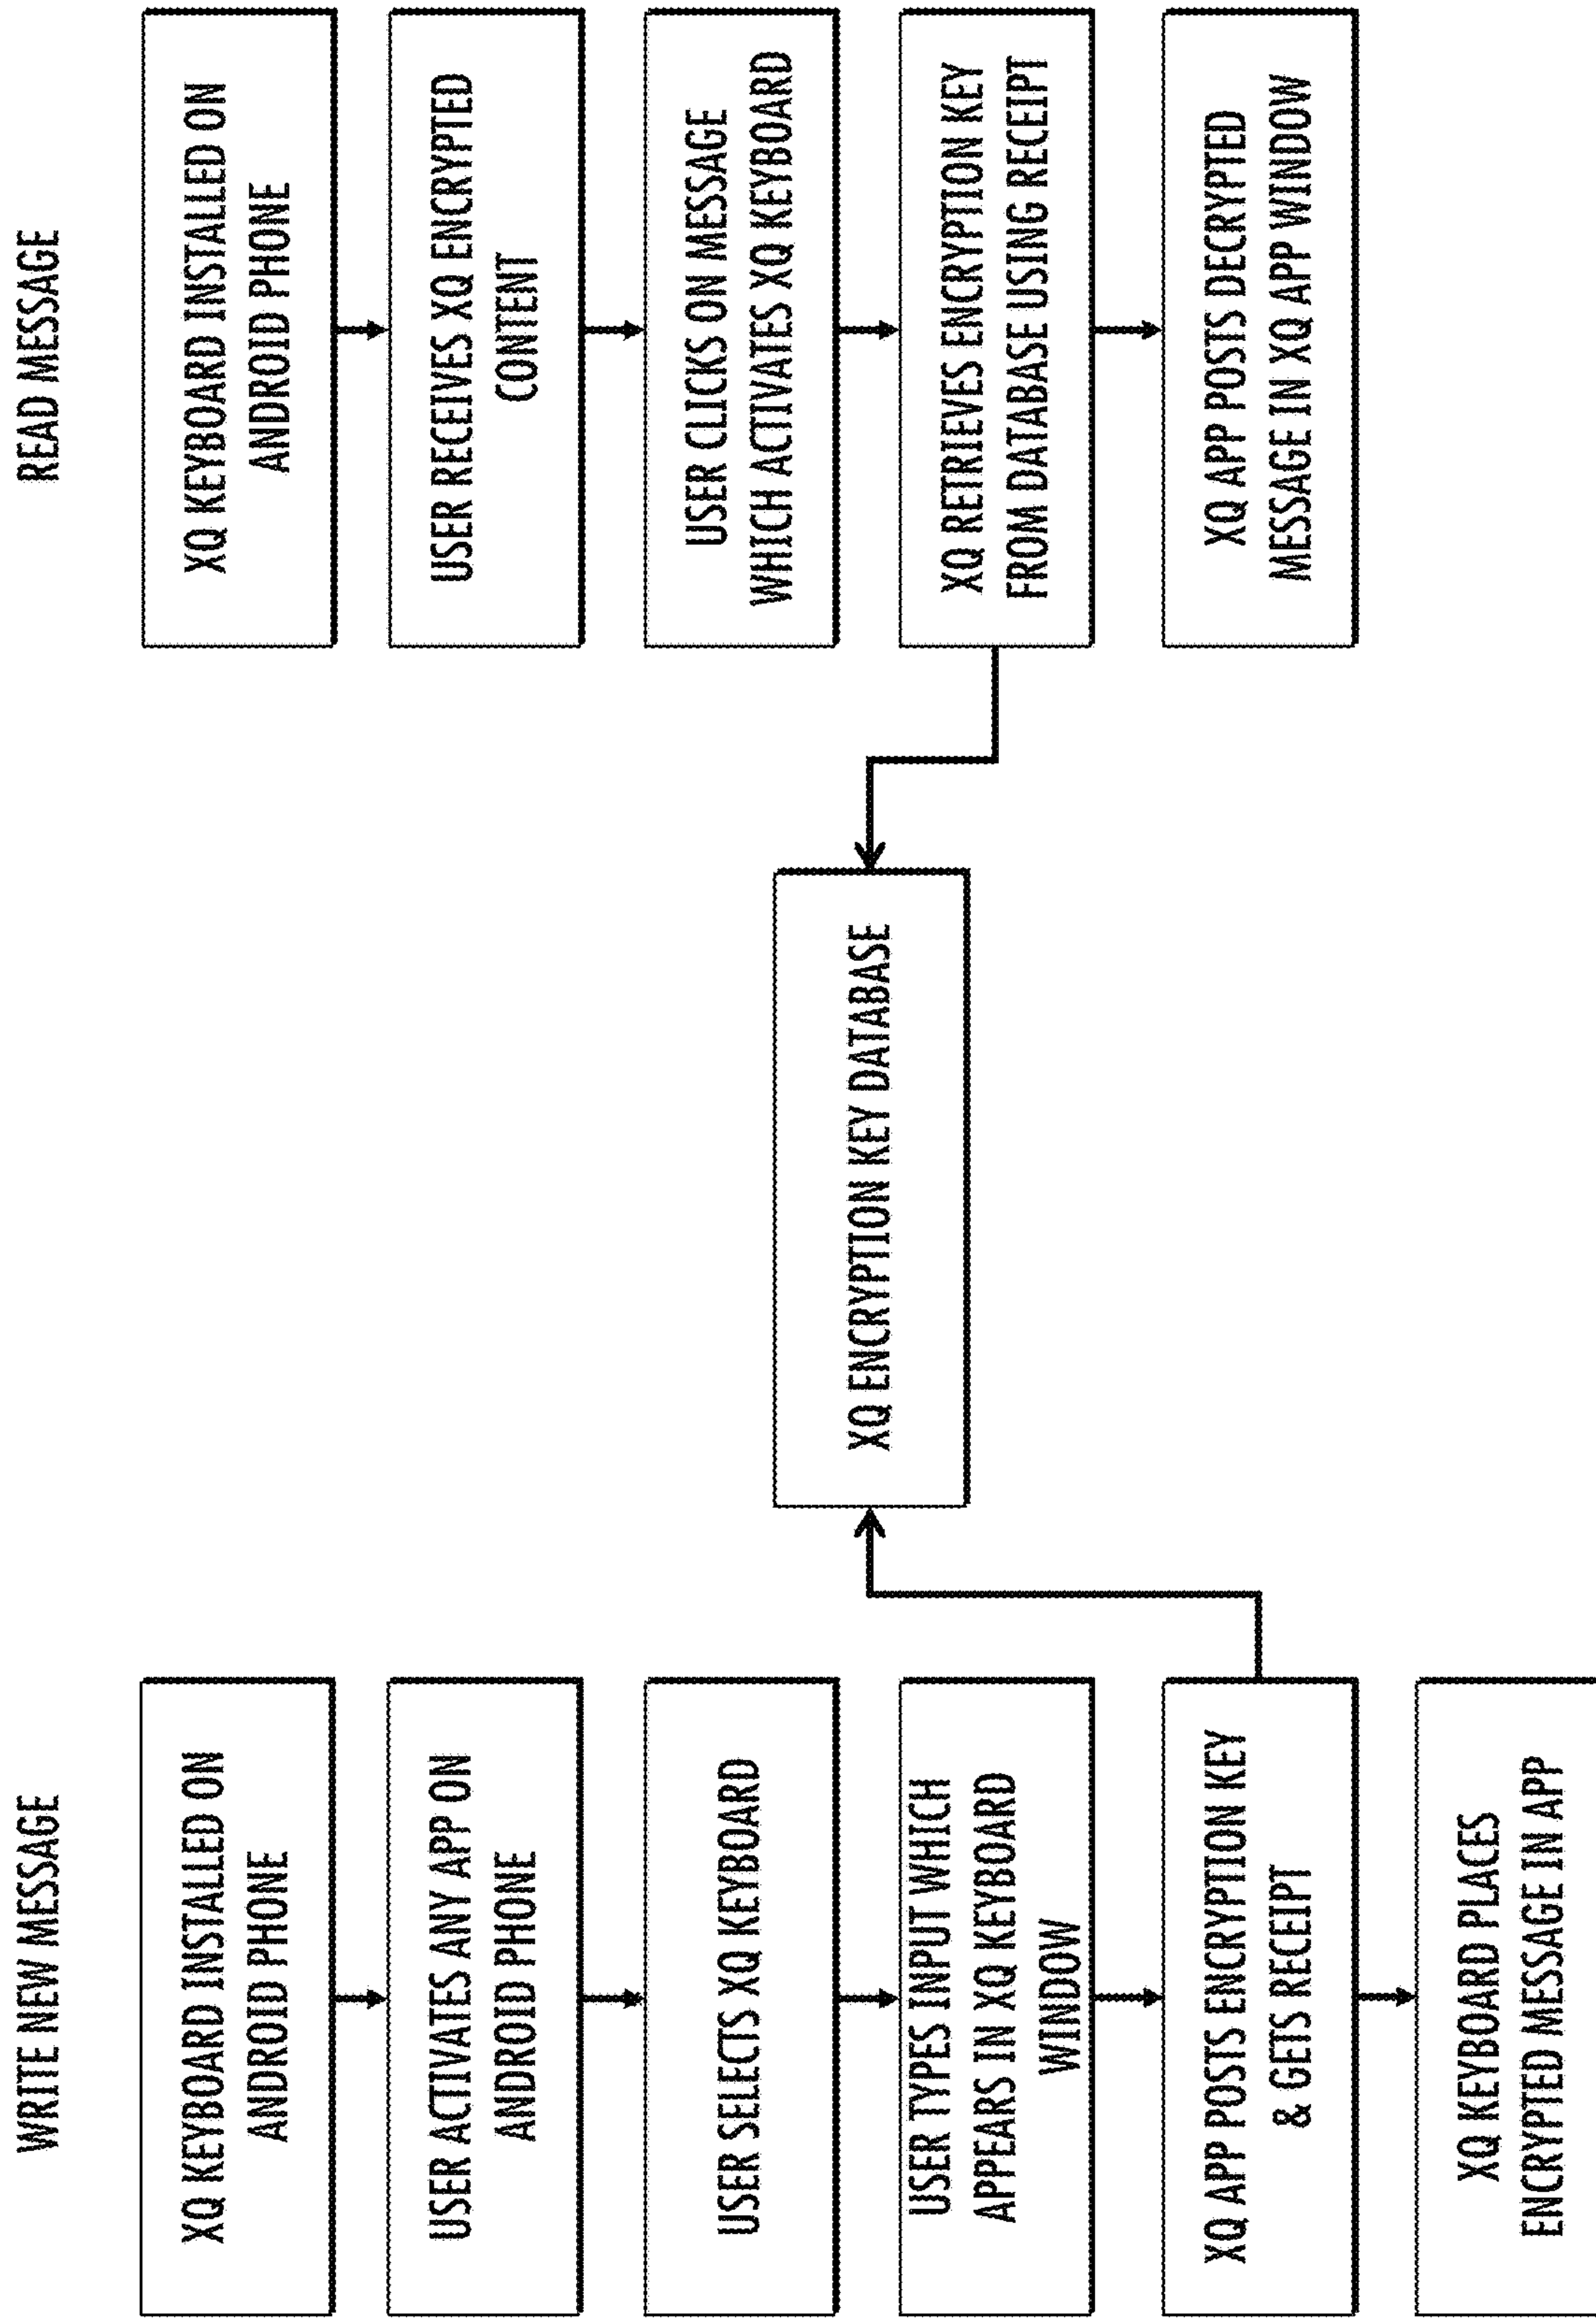 WRITE NEW MESSAGE
XQ KEYBOARD INSTALLED ON
ANDROID PHONE
USER ACTIVATES ANY APP ON
ANDROID PHONE
USER SELECTS XQ KEYBOARD
USER TYPES INPUT WHICH
APPEARS IN XQ KEYBOARD
WINDOW
XQ APP POSTS ENCRYPTION KEY
& GETS RECEIPT
XQ KEYBOARD PLACES
ENCRYPTED MESSAGE IN APP
XQ ENCRYPTION KEY DATABASE
READ MESSAGE
XQ KEYBOARD INSTALLED ON
ANDROID PHONE
USER RECEIVES XQ ENCRYPTED
CONTENT
USER CLICKS ON MESSAGE
WHICH ACTIVATES XQ KEYBOARD
XQ RETRIEVES ENCRYPTION KEY
FROM DATABASE USING RECEIPT
XQ APP POSTS DECRYPTED
MESSAGE IN XQ APP WINDOW